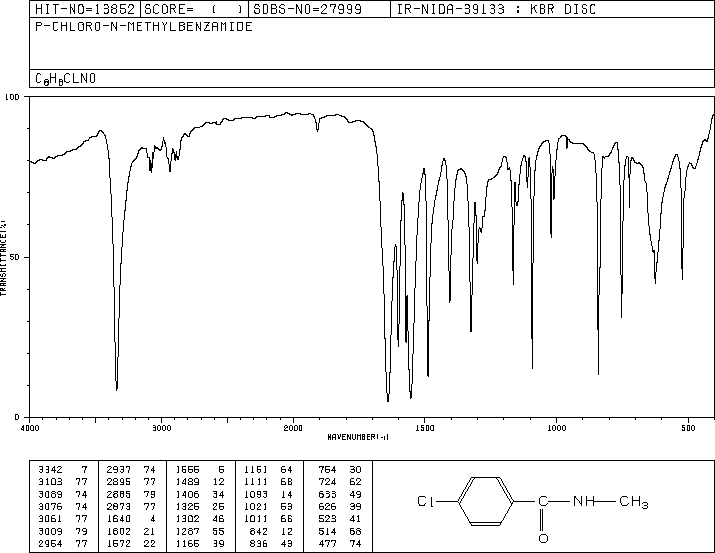 HIT-NO=13852 SCORE= ( ) SDBS-NO=27999 IR-NIDA-39133 : KBR DISC
P-CHLORO-N-METHYLBENZAMIDE
C8H8CLNO
100
50
0
TRANSMITTANCE(%)
4000 3000 2000 1500 1000 500
WAVENUMBER(-1)
3342 7 2937 74 1555 5 1161 64 754 30
3103 77 2895 77 1489 12 1111 68 724 62
3089 74 2885 79 1406 34 1093 14 633 49
3076 74 2873 77 1325 25 1021 53 626 39
3061 77 1640 4 1302 46 1011 66 523 41
3009 79 1602 21 1287 55 842 12 514 58
2954 77 1572 22 1165 39 836 49 477 74
Cl C NH CH3
O